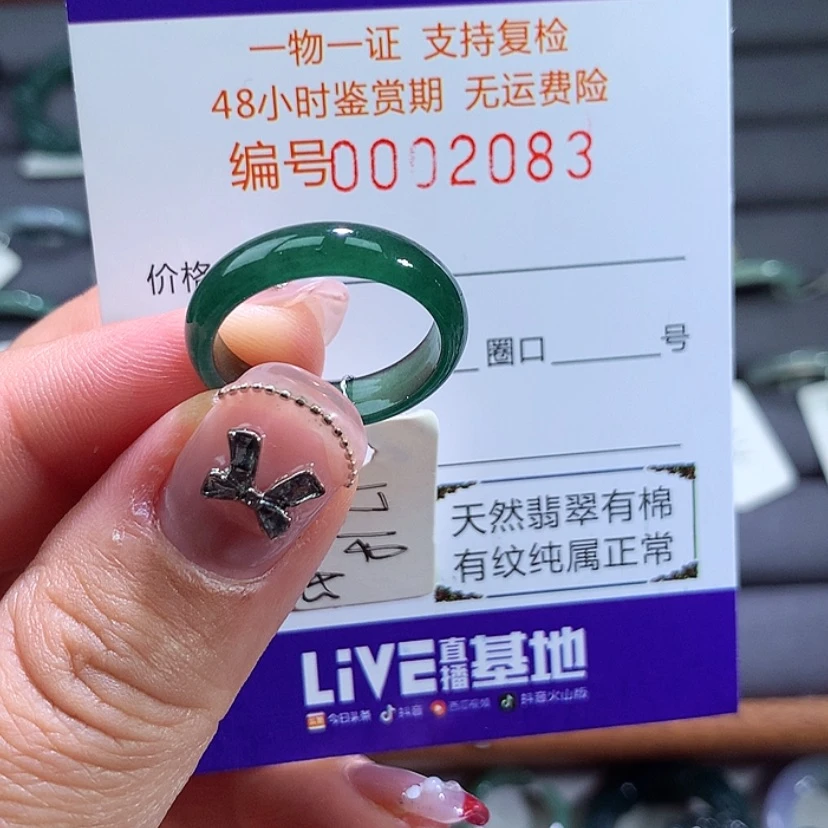 一物一证 支持复检
48小时鉴赏期 无运费险
编号0002083
价格
圈口 号
天然翡翠有棉
有纹纯属正常
LiVE直播基地
今日头条 抖音 西瓜视频 抖音火山版